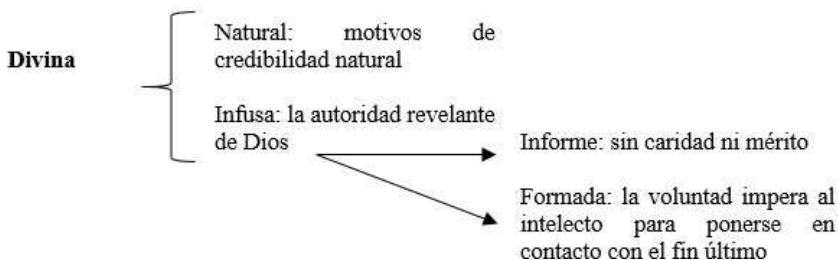 Divina
Natural: motivos de
credibilidad natural
Infusa: la autoridad revelante
de Dios
Informe: sin caridad ni mérito
Formada: la voluntad impera al
intelecto para ponerse en
contacto con el fin último